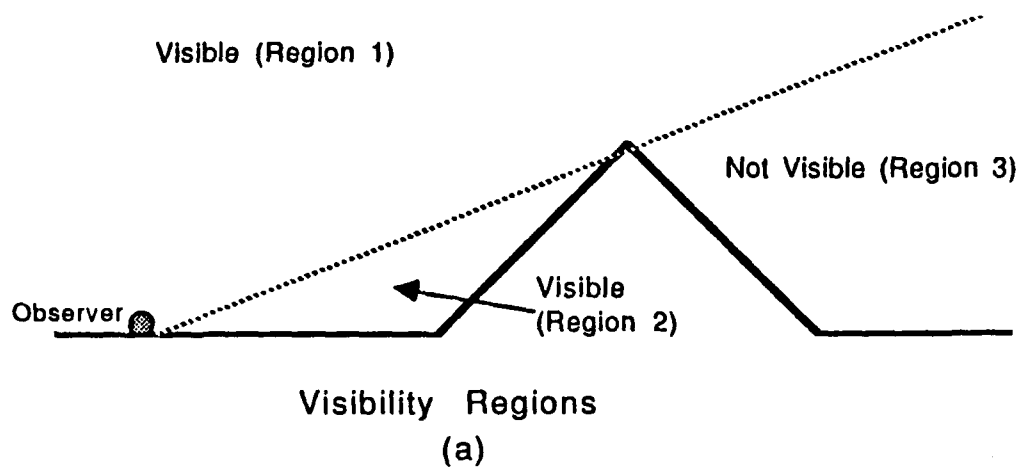 Visible (Region 1)
Not Visible (Region 3)
Observer
Visible
(Region 2)
Visibility Regions
(a)